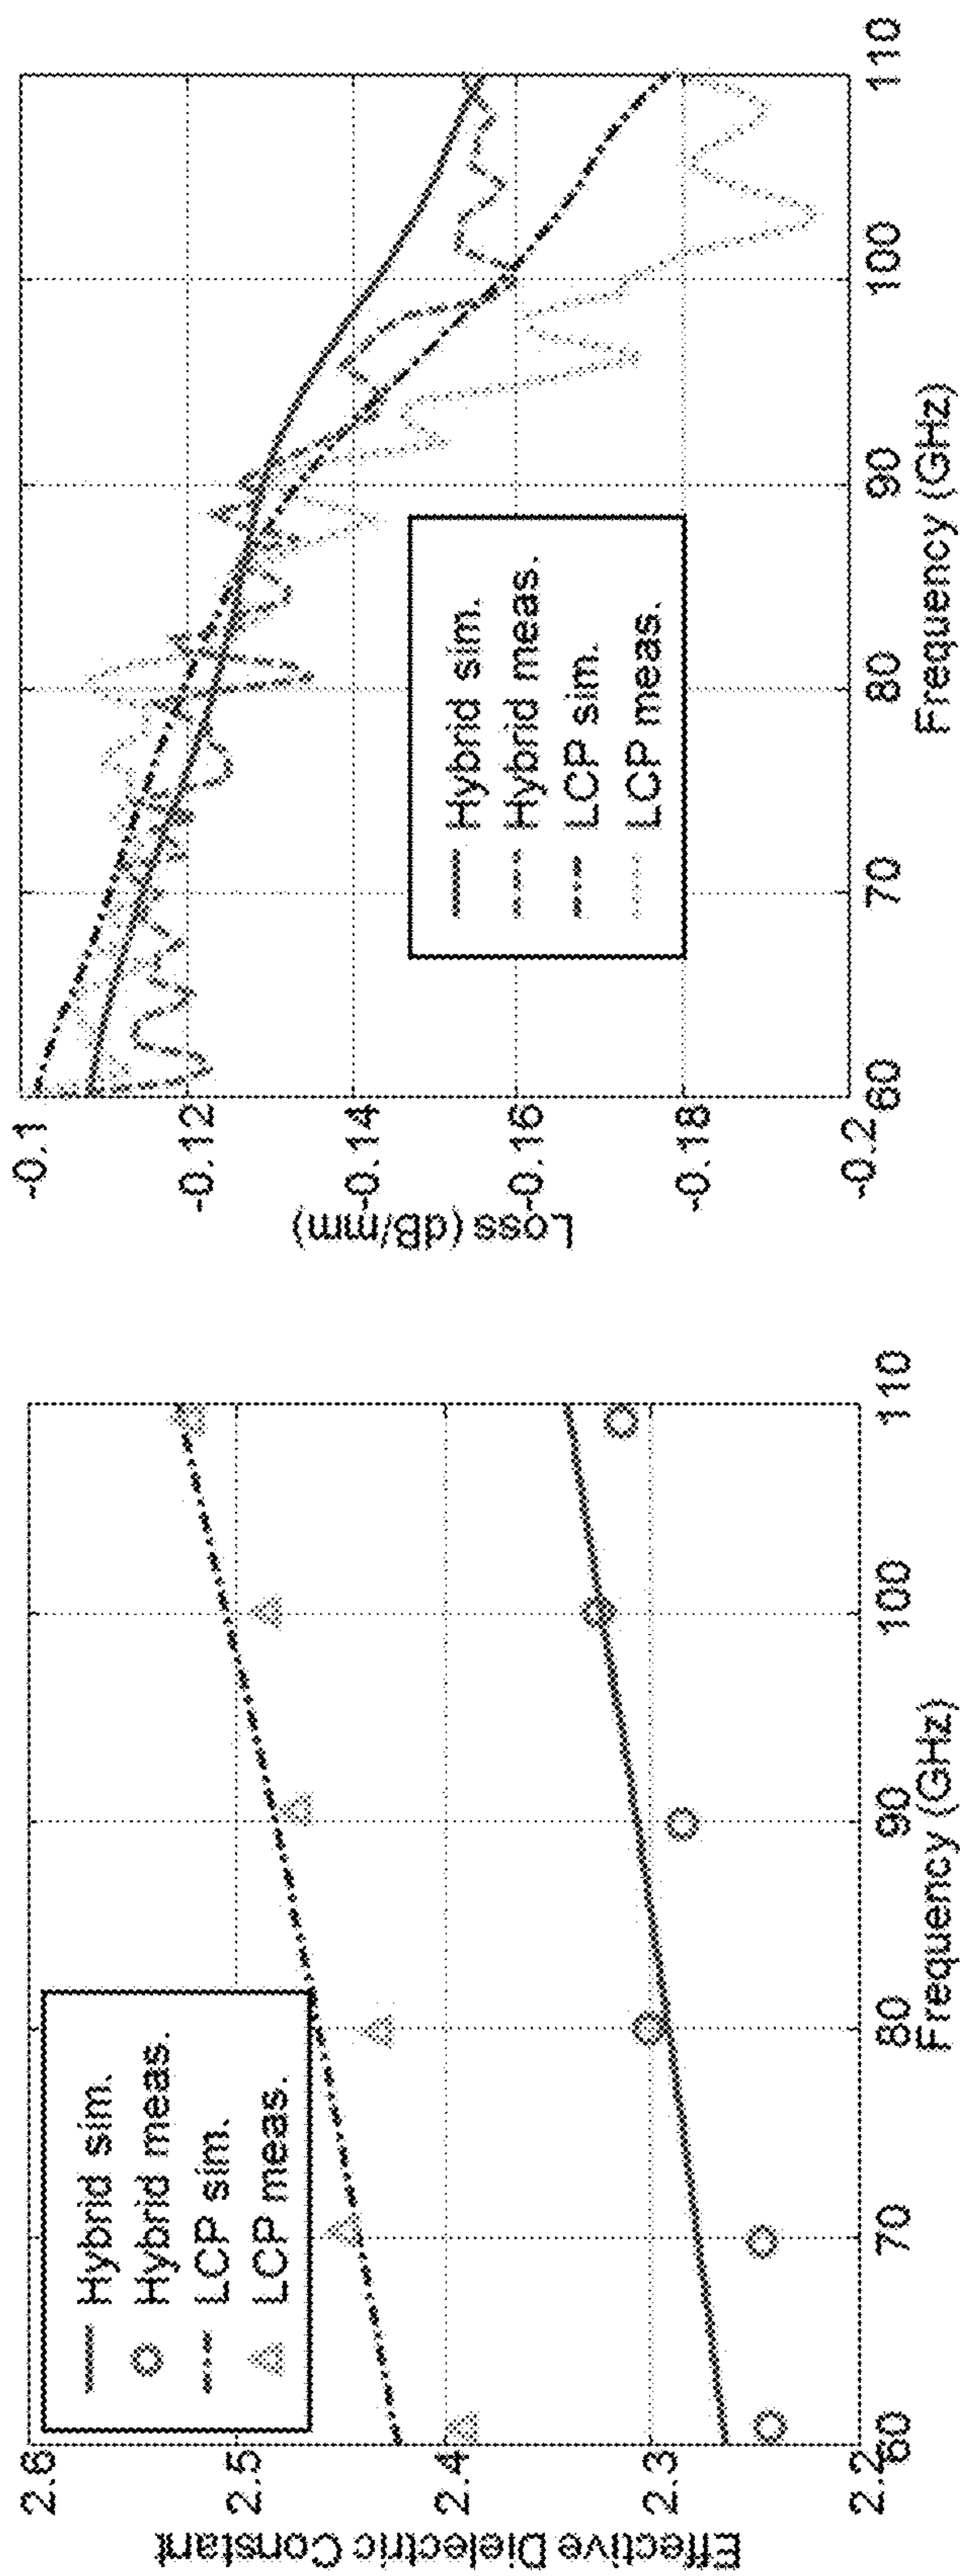 Effective Dielectric Constant
2.6
2.5
2.4
2.3
2.2
Hybrid sim.
Hybrid meas.
LCP sim.
LCP meas.
60 70 80 90 100 110
Frequency (GHz)
Loss (dB/mm)
-0.1
-0.12
-0.14
-0.16
-0.18
-0.2
Hybrid sim.
Hybrid meas.
LCP sim.
LCP meas.
60 70 80 90 100 110
Frequency (GHz)